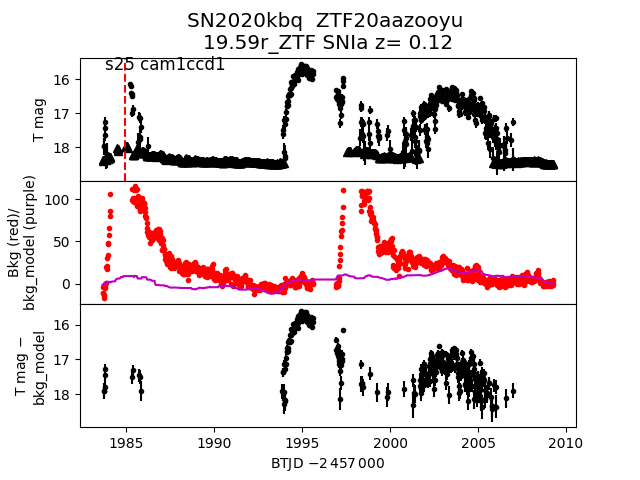 SN2020kbq ZTF20aazooyu
19.59r_ZTF SNIa z= 0.12
s25 cam1ccd1
T mag
16
17
18
Bkg (red)/
bkg_model (purple)
100
50
0
T mag −
bkg_model
16
17
18
1985 1990 1995 2000 2005 2010
BTJD −2 457 000